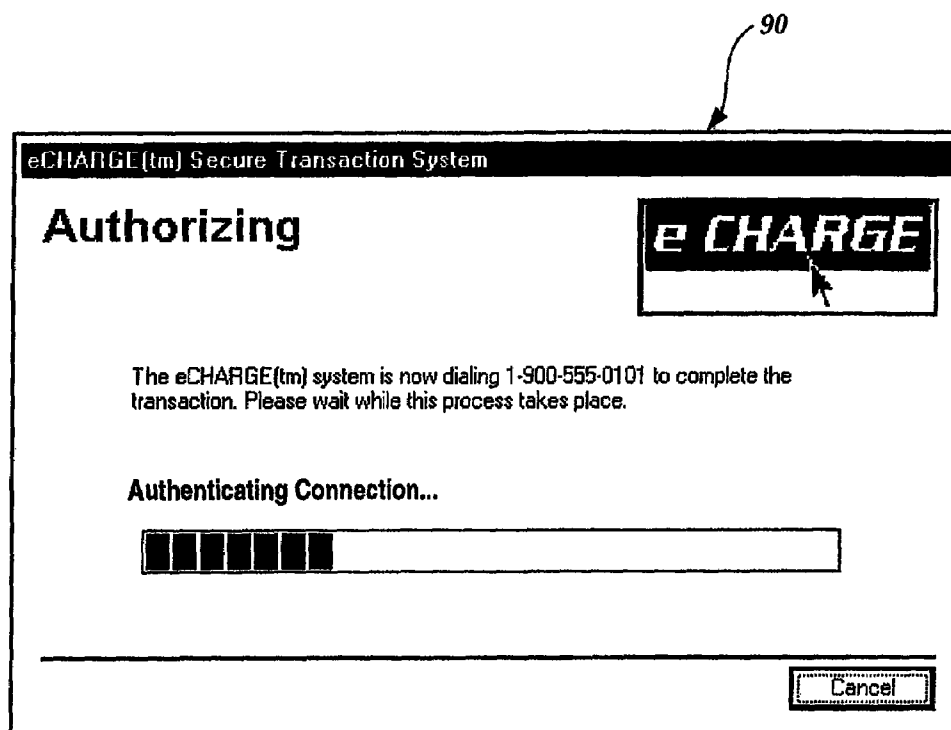 90
eCHARGE(tm) Secure Transaction System
Authorizing
e CHARGE
The eCHARGE(tm) system is now dialing 1-900-555-0101 to complete the
transaction. Please wait while this process takes place.
Authenticating Connection...
Cancel